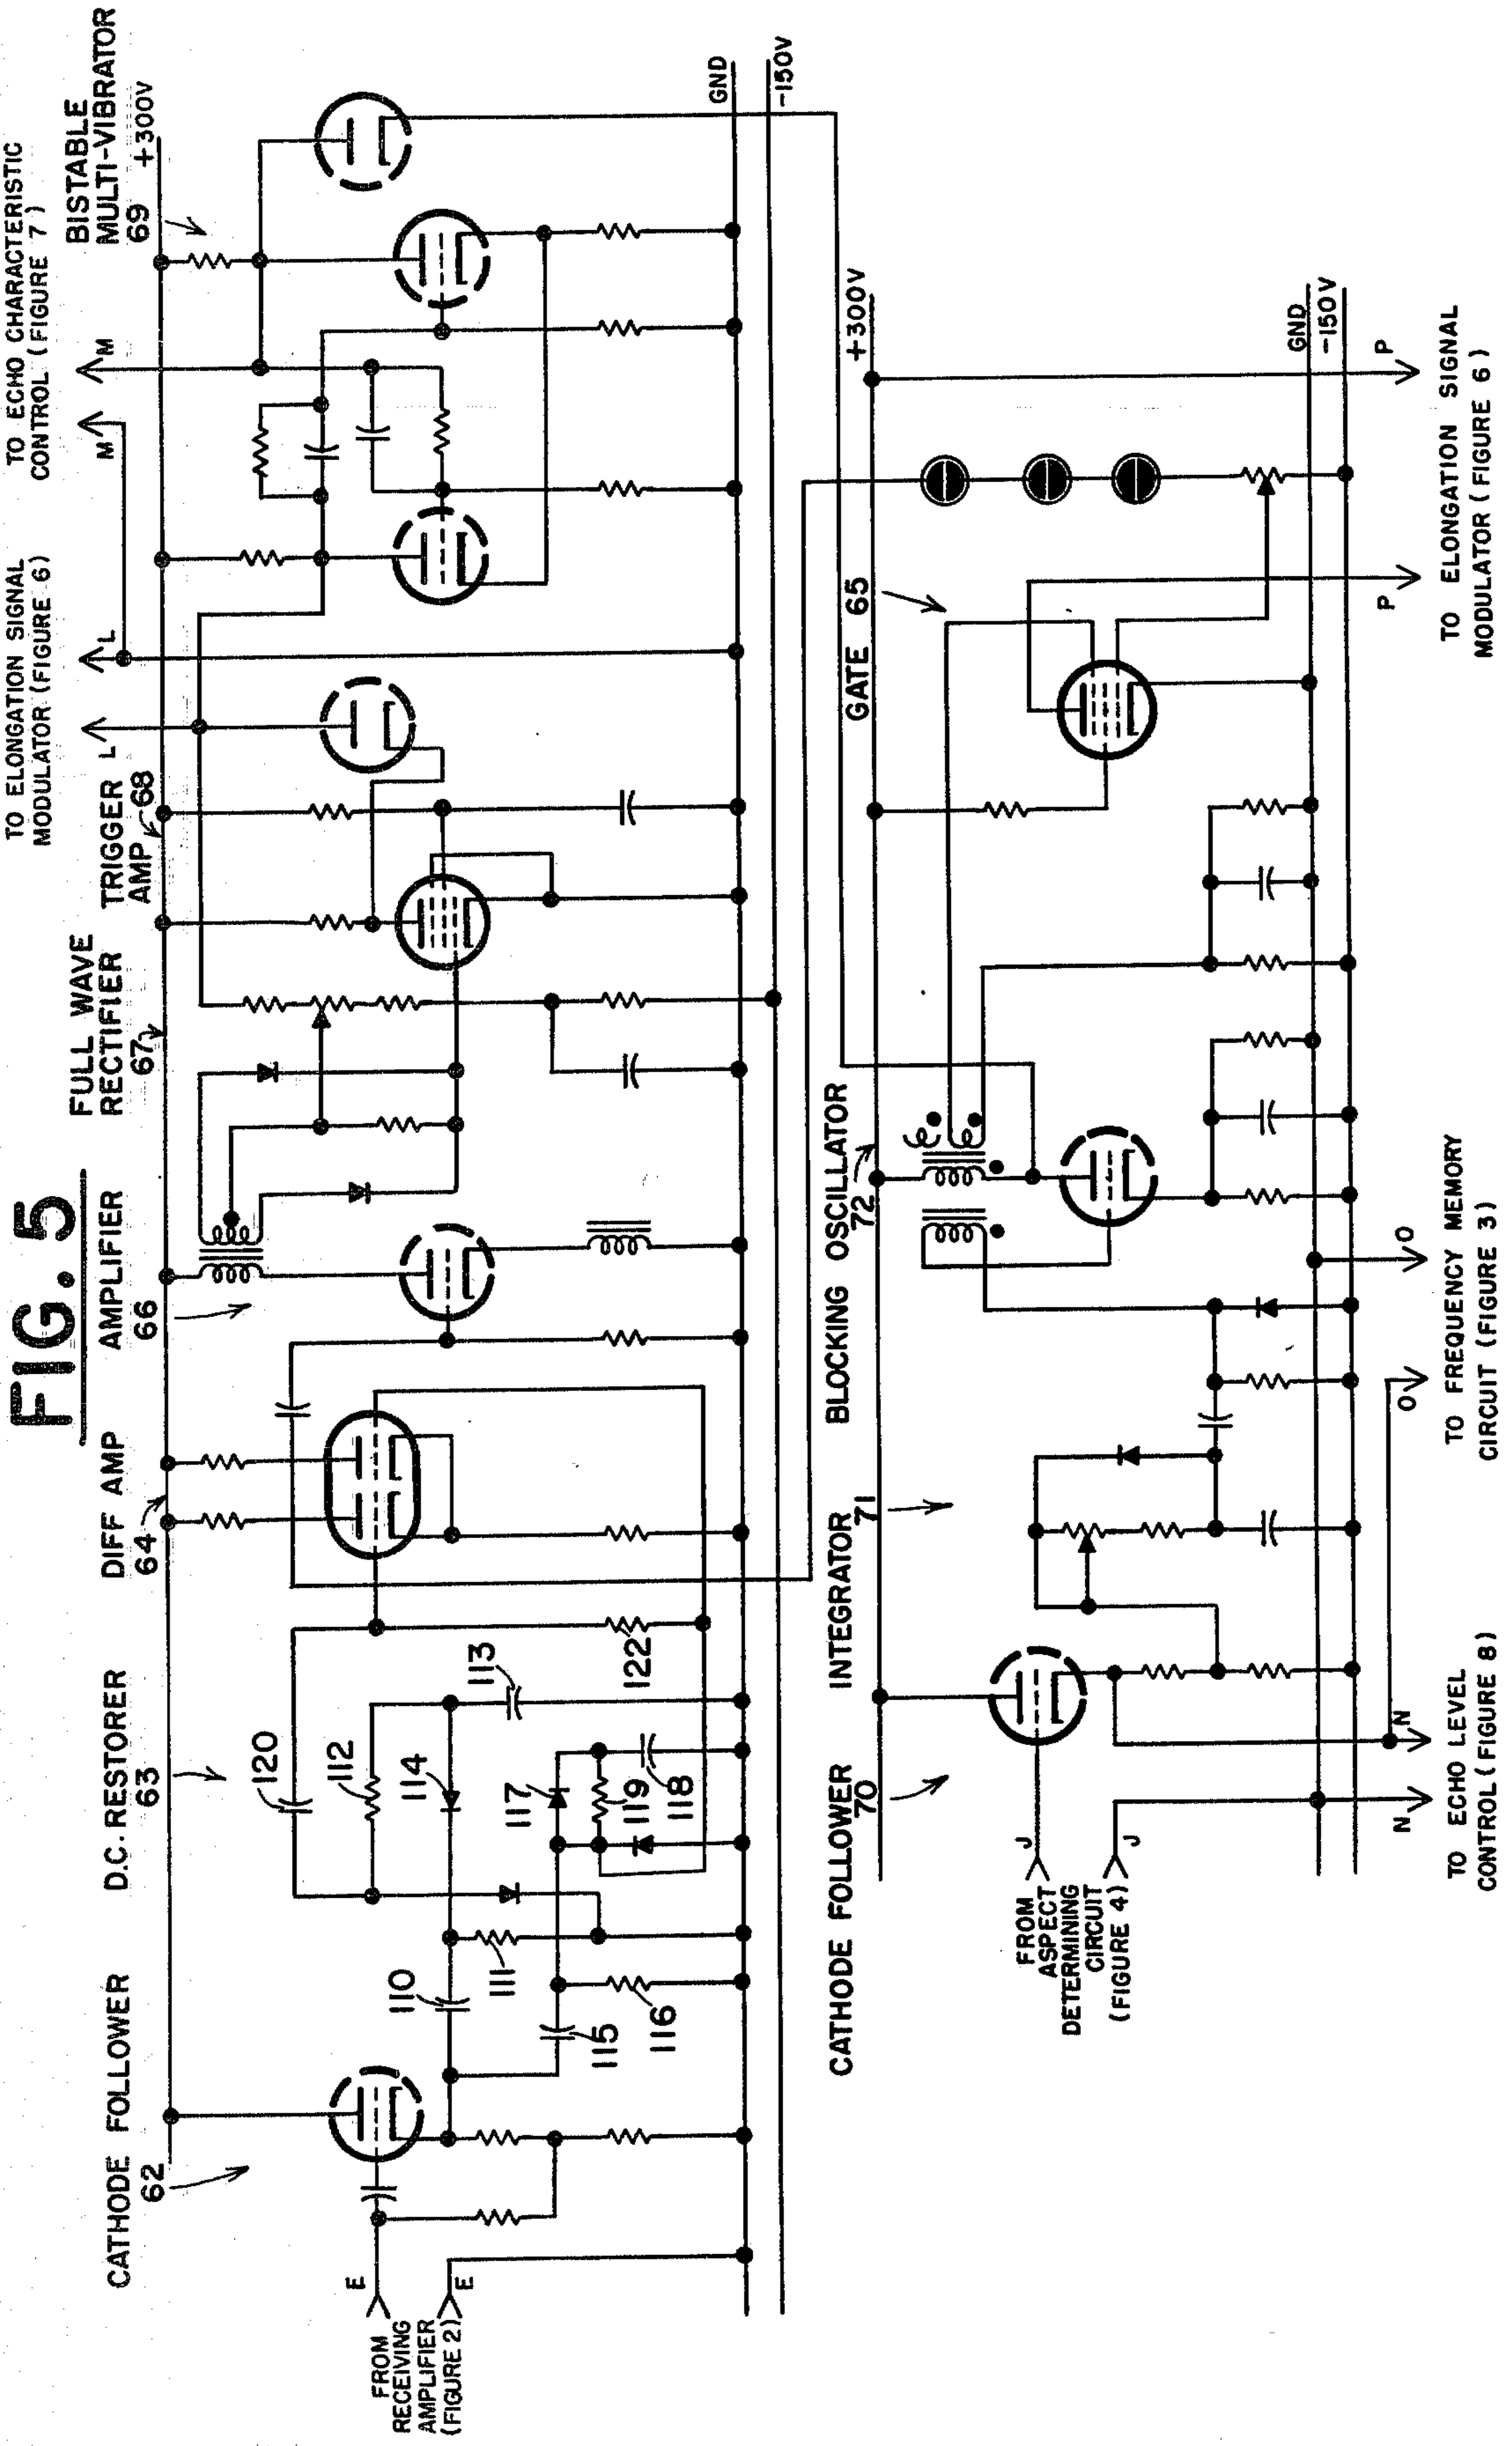 FIG. 5
CATHODE FOLLOWER
62
D.C. RESTORER
63
DIFF AMP
64
AMPLIFIER
66
FULL WAVE
RECTIFIER
67
TRIGGER
AMP
68
TO ELONGATION SIGNAL
MODULATOR (FIGURE 6)
L
L
TO ECHO CHARACTERISTIC
CONTROL (FIGURE 7)
M
M
BISTABLE
MULTI-VIBRATOR
69
+300V
GND
-150V
E
E
FROM
RECEIVING
AMPLIFIER
(FIGURE 2)
110
111
112
113
114
115
116
117
118
119
120
122
CATHODE FOLLOWER
70
INTEGRATOR
71
BLOCKING OSCILLATOR
72
GATE 65
+300V
GND
-150V
J
J
FROM
ASPECT
DETERMINING
CIRCUIT
(FIGURE 4)
N
N
TO ECHO LEVEL
CONTROL (FIGURE 8)
O
O
TO FREQUENCY MEMORY
CIRCUIT (FIGURE 3)
P
P
TO ELONGATION SIGNAL
MODULATOR (FIGURE 6)